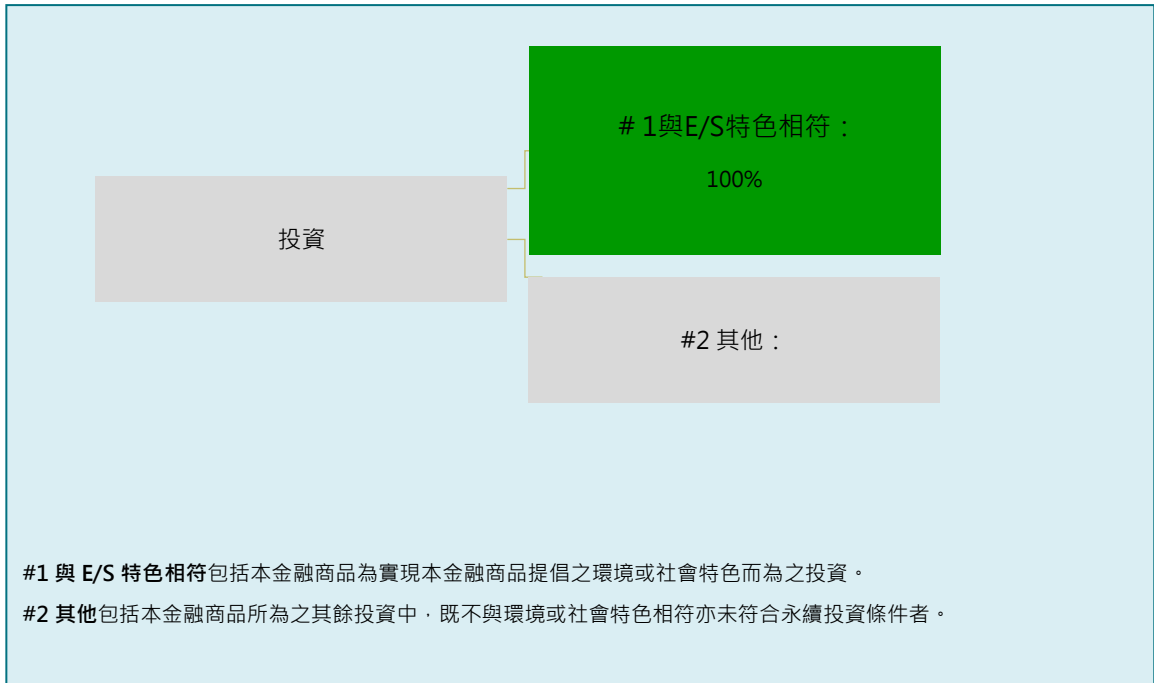 # 1與E/S特色相符：
100%
投資
#2 其他：
#1 與 E/S 特色相符包括本金融商品為實現本金融商品提倡之環境或社會特色而為之投資。
#2 其他包括本金融商品所為之其餘投資中，既不與環境或社會特色相符亦未符合永續投資條件者。